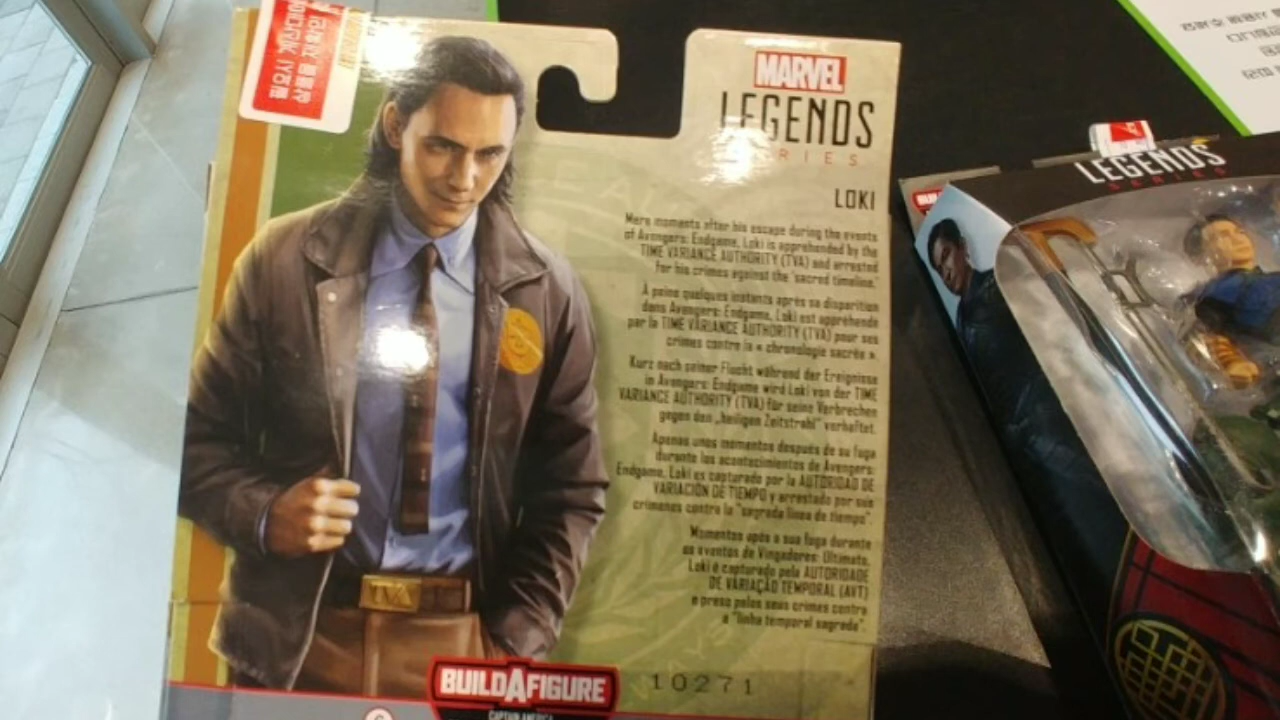 MARVEL
LEGENDS
SERIES
LOKI
Mere moments after his escape during the events
of Avengers: Endgame, Loki is apprehended by the
TIME VARIANCE AUTHORITY (TVA) and arrested
for his crimes against the "sacred timeline."
À peine quelques instants après sa disparition
dans Avengers: Endgame, Loki est appréhendé
par la TIME VARIANCE AUTHORITY (TVA) pour ses
crimes contre la « chronologie sacrée ».
Kurz nach seiner Flucht während der Ereignisse
in Avengers: Endgame wird Loki von der TIME
VARIANCE AUTHORITY (TVA) für seine Verbrechen
gegen den „heiligen Zeitstrahl" verhaftet.
Apenas unos momentos después de su fuga
durante los acontecimientos de Avengers:
Endgame, Loki es capturado por la AUTORIDAD DE
VARIACIÓN DE TIEMPO y arrestado por sus
crímenes contra la "sagrada línea de tiempo".
Momentos após a sua fuga durante
os eventos de Vingadores: Ultimato,
Loki é capturado pela AUTORIDADE
DE VARIAÇÃO TEMPORAL (AVT)
e preso pelos seus crimes contra
a "linha temporal sagrada".
TVA
BUILDAFIGURE
10271
CAPTAIN AMERICA
LEGENDS
SERIES